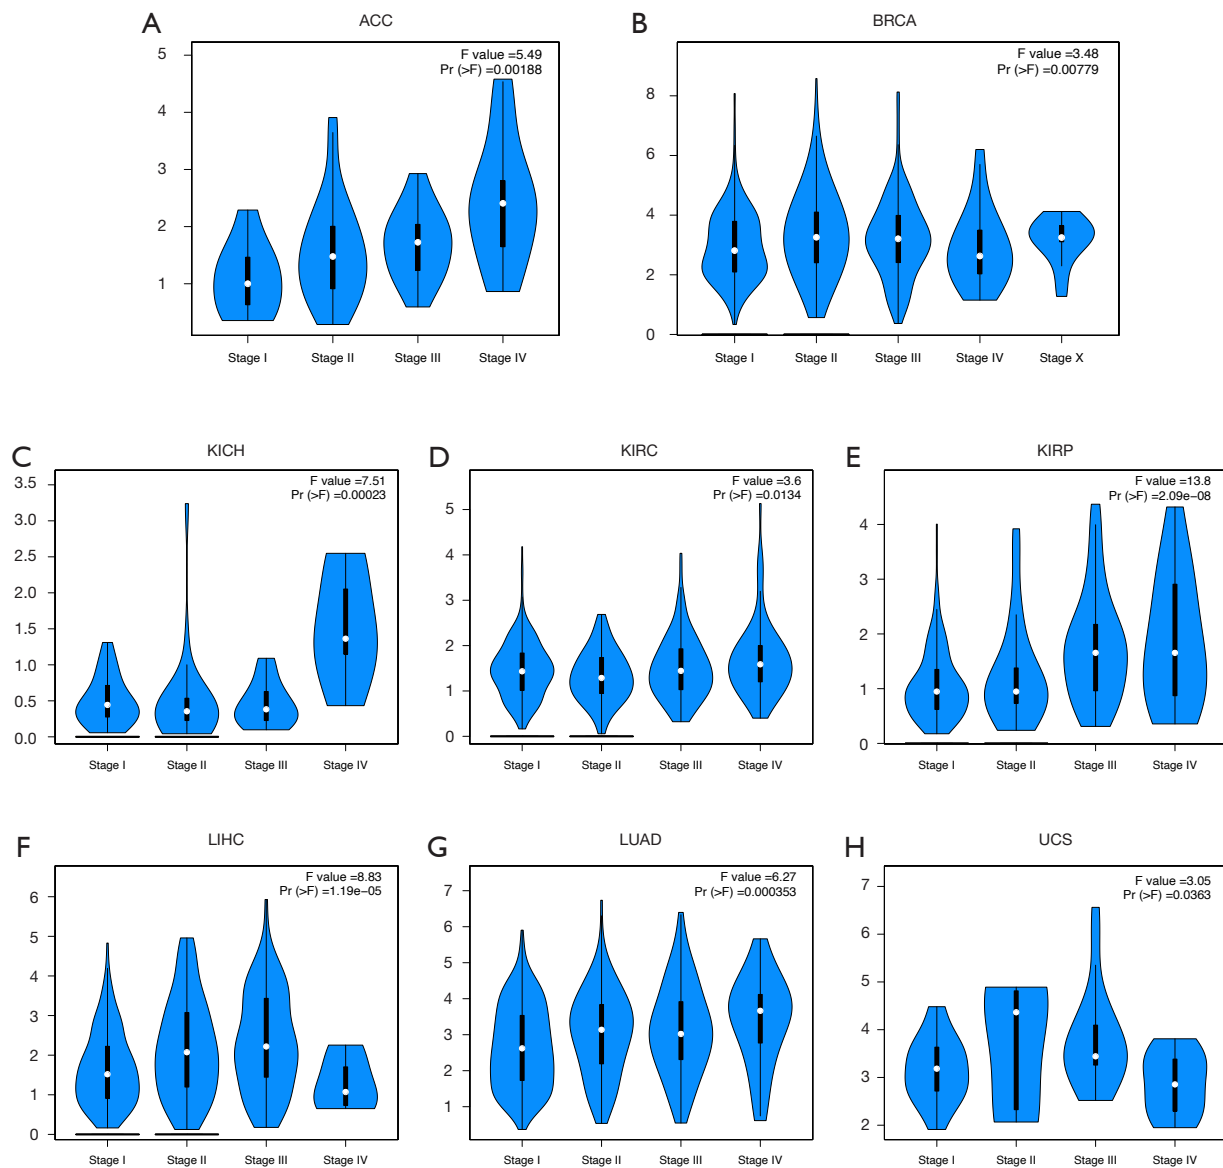 A
ACC
F value =5.49
Pr (>F) =0.00188
5
4
3
2
1
Stage I
Stage II
Stage III
Stage IV
B
BRCA
F value =3.48
Pr (>F) =0.00779
8
6
4
2
0
Stage I
Stage II
Stage III
Stage IV
Stage X
C
KICH
F value =7.51
Pr (>F) =0.00023
3.5
3.0
2.5
2.0
1.5
1.0
0.5
0.0
Stage I
Stage II
Stage III
Stage IV
D
KIRC
F value =3.6
Pr (>F) =0.0134
5
4
3
2
1
0
Stage I
Stage II
Stage III
Stage IV
E
KIRP
F value =13.8
Pr (>F) =2.09e−08
4
3
2
1
0
Stage I
Stage II
Stage III
Stage IV
F
LIHC
F value =8.83
Pr (>F) =1.19e−05
6
5
4
3
2
1
0
Stage I
Stage II
Stage III
Stage IV
G
LUAD
F value =6.27
Pr (>F) =0.000353
7
6
5
4
3
2
1
Stage I
Stage II
Stage III
Stage IV
H
UCS
F value =3.05
Pr (>F) =0.0363
7
6
5
4
3
2
Stage I
Stage II
Stage III
Stage IV